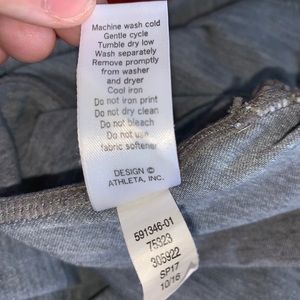 Machine wash cold
Gentle cycle
Tumble dry low
Wash separately
Remove promptly
from washer
and dryer
Cool iron
Do not iron print
Do not dry clean
Do not bleach
Do not use
fabric softener
DESIGN ©
ATHLETA, INC.
591346-01
75323
305922
SP17
10/16